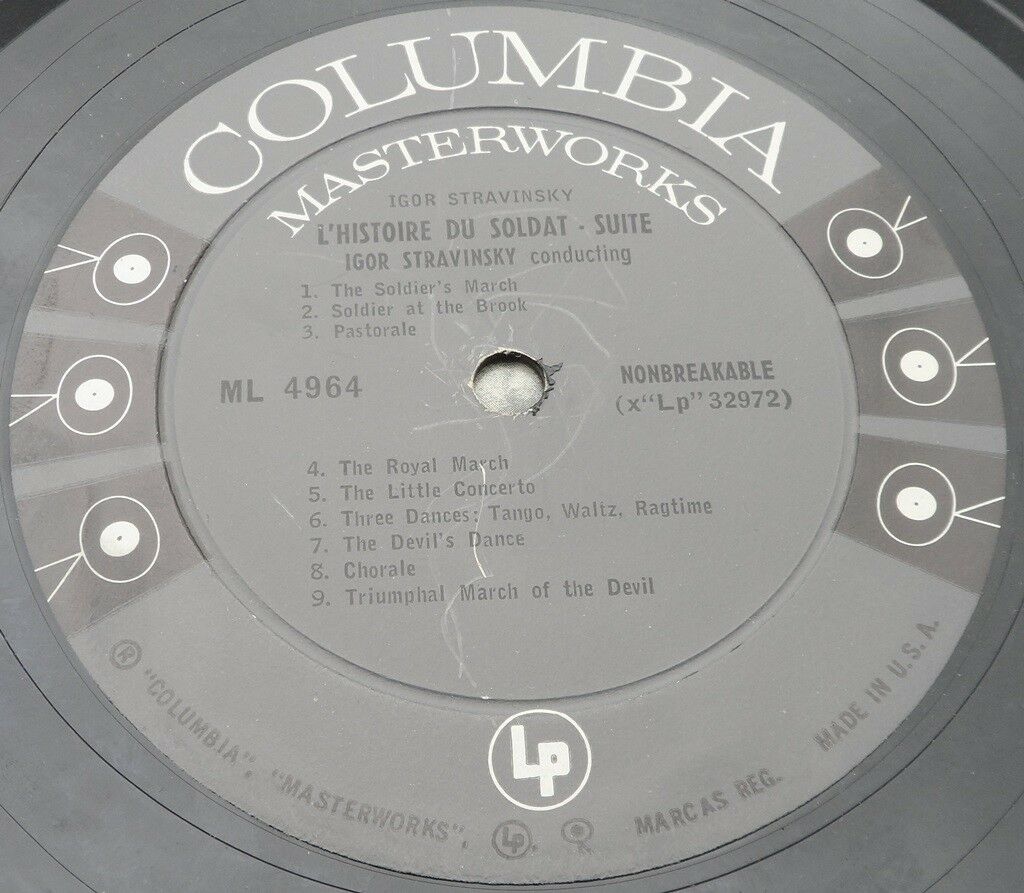 COLUMBIA
MASTERWORKS
IGOR STRAVINSKY
L'HISTOIRE DU SOLDAT - SUITE
IGOR STRAVINSKY conducting
1. The Soldier's March
2. Soldier at the Brook
3. Pastorale
ML 4964
NONBREAKABLE
(x"Lp" 32972)
4. The Royal March
5. The Little Concerto
6. Three Dances: Tango, Waltz, Ragtime
7. The Devil's Dance
8. Chorale
9. Triumphal March of the Devil
Lp
® "COLUMBIA", "MASTERWORKS", Lp, MARCAS REG. MADE IN U.S.A.